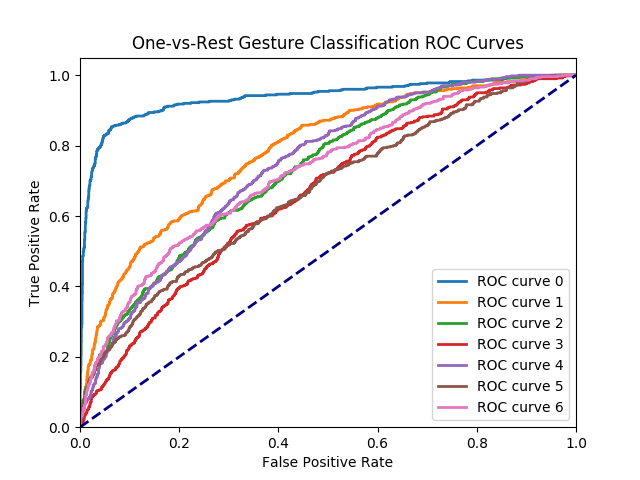 One-vs-Rest Gesture Classification ROC Curves
True Positive Rate
1.0
0.8
0.6
0.4
0.2
0.0
ROC curve 0
ROC curve 1
ROC curve 2
ROC curve 3
ROC curve 4
ROC curve 5
ROC curve 6
0.0 0.2 0.4 0.6 0.8 1.0
False Positive Rate